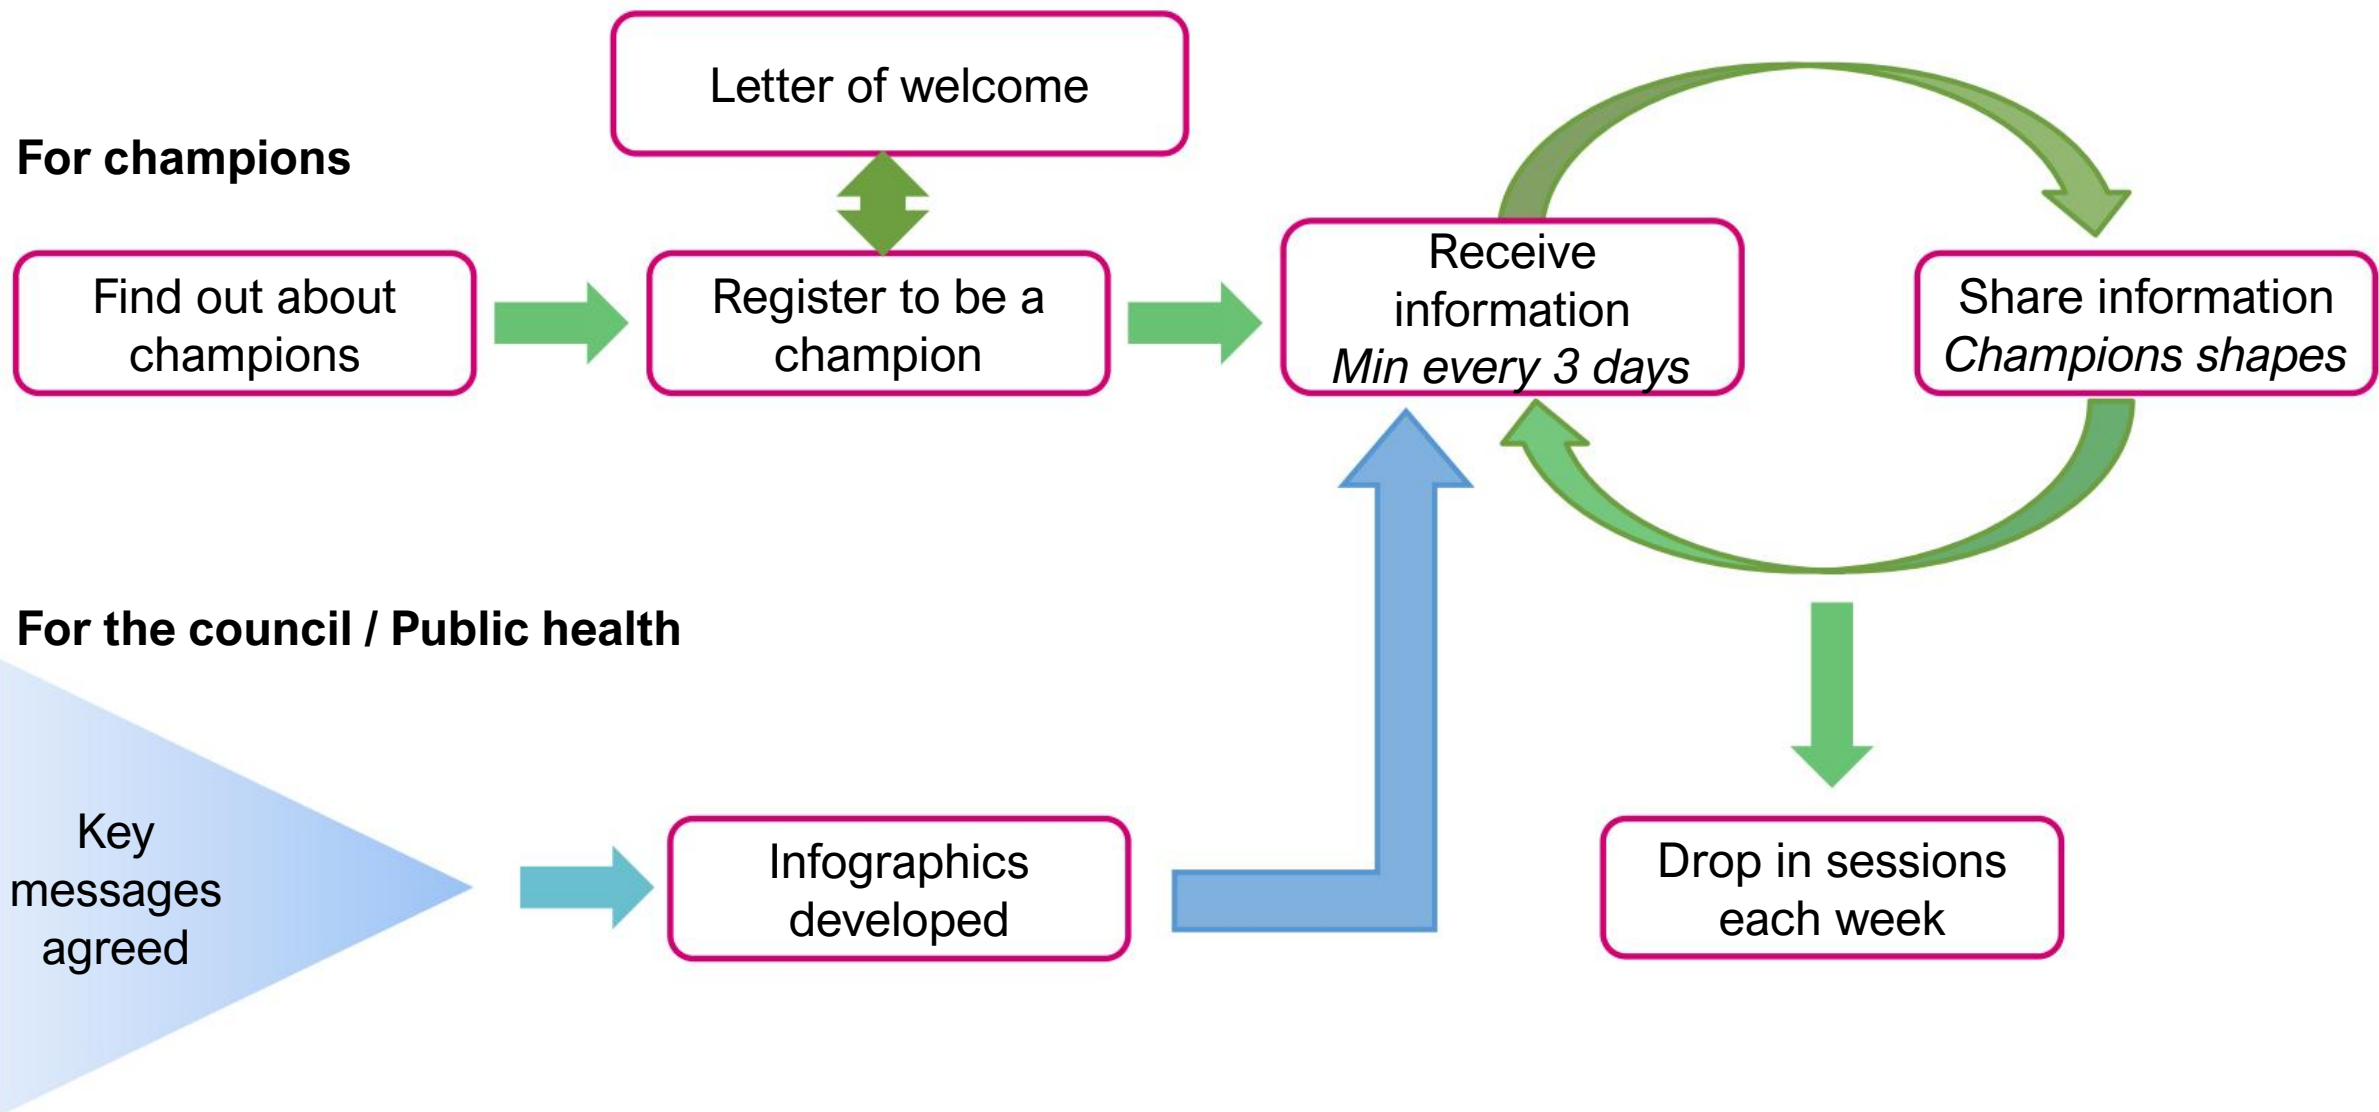 Letter of welcome
For champions
Find out about
champions
Register to be a
champion
Receive
information
Min every 3 days
Share information
Champions shapes
For the council / Public health
Key
messages
agreed
Infographics
developed
Drop in sessions
each week